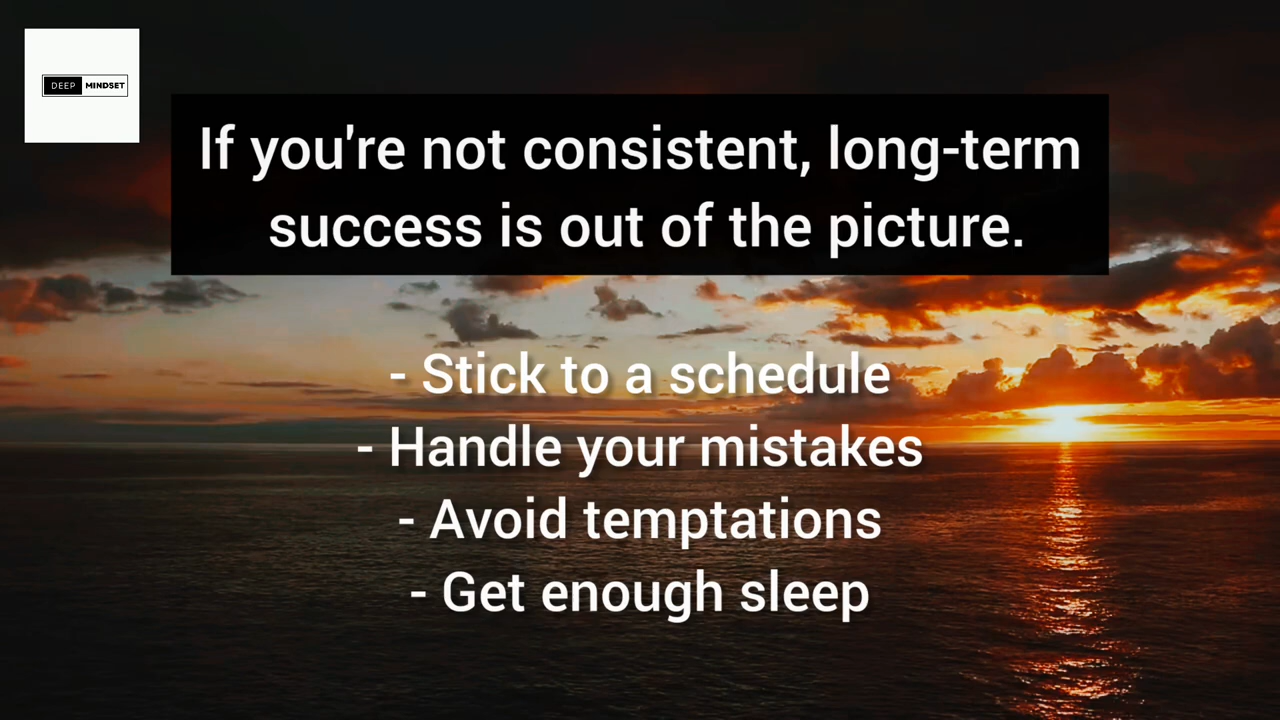 DEEP MINDSET
If you're not consistent, long-term
success is out of the picture.
- Stick to a schedule
- Handle your mistakes
- Avoid temptations
- Get enough sleep